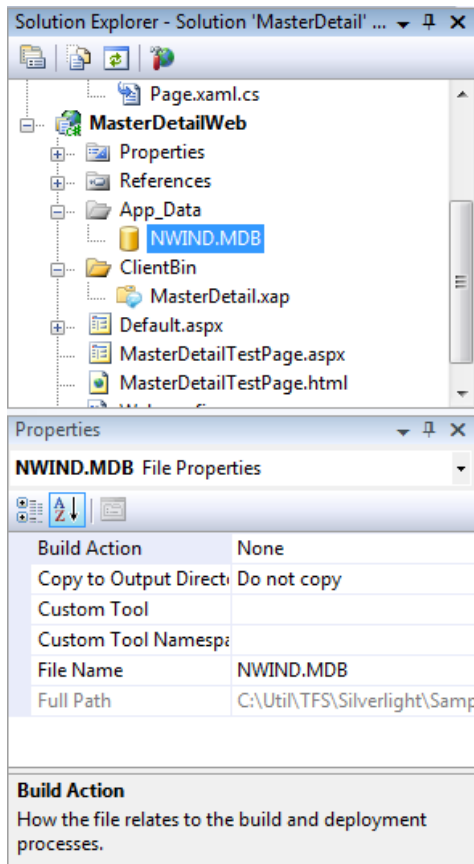 Solution Explorer - Solution 'MasterDetail' ...
Page.xaml.cs
MasterDetailWeb
Properties
References
App_Data
NWIND.MDB
ClientBin
MasterDetail.xap
Default.aspx
MasterDetailTestPage.aspx
MasterDetailTestPage.html
Properties
NWIND.MDB File Properties
Build Action None
Copy to Output Direct Do not copy
Custom Tool
Custom Tool Namespa
File Name NWIND.MDB
Full Path C:\Util\TFS\Silverlight\Samp
Build Action
How the file relates to the build and deployment
processes.